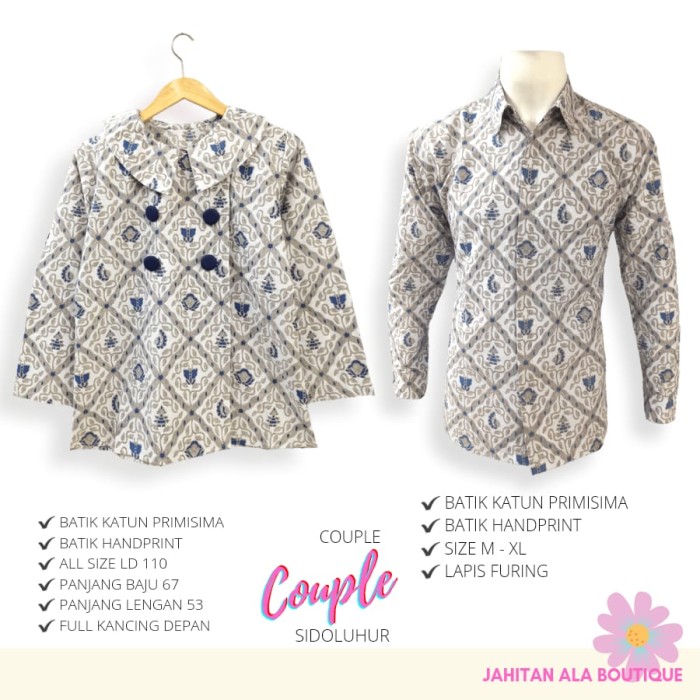 BATIK KATUN PRIMISIMA
BATIK HANDPRINT
ALL SIZE LD 110
PANJANG BAJU 67
PANJANG LENGAN 53
FULL KANCING DEPAN
COUPLE
Couple
SIDOLUHUR
BATIK KATUN PRIMISIMA
BATIK HANDPRINT
SIZE M - XL
LAPIS FURING
JAHITAN ALA BOUTIQUE